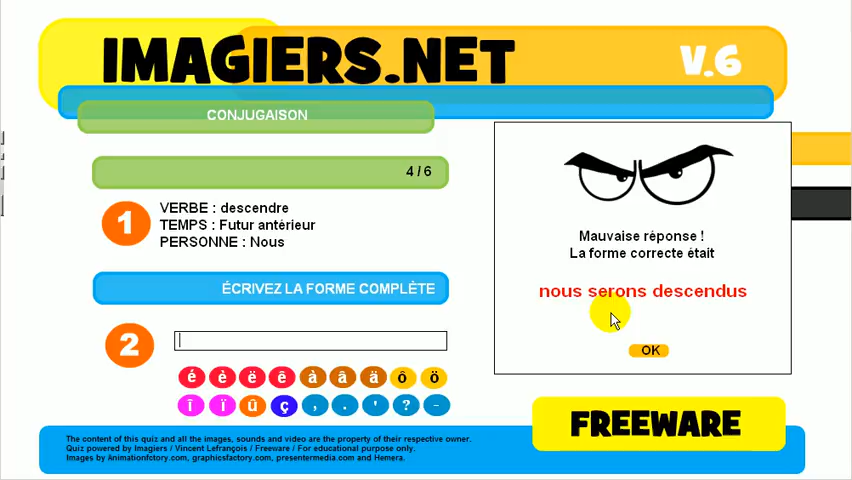 IMAGIERS.NET
V.6
CONJUGAISON
4 / 6
1
VERBE : descendre
TEMPS : Futur antérieur
PERSONNE : Nous
ÉCRIVEZ LA FORME COMPLÈTE
2
é è ë ê à â ä ô ö
î ï û ç , . ' ? -
Mauvaise réponse !
La forme correcte était
nous serons descendus
OK
FREEWARE
The content of this quiz and all the images, sounds and video are the property of their respective owner.
Quiz powered by Imagiers / Vincent Lefrançois / Freeware / For educational purpose only.
Images by Animationfctory.com, graphicsfactory.com, presentermedia.com and Hemera.